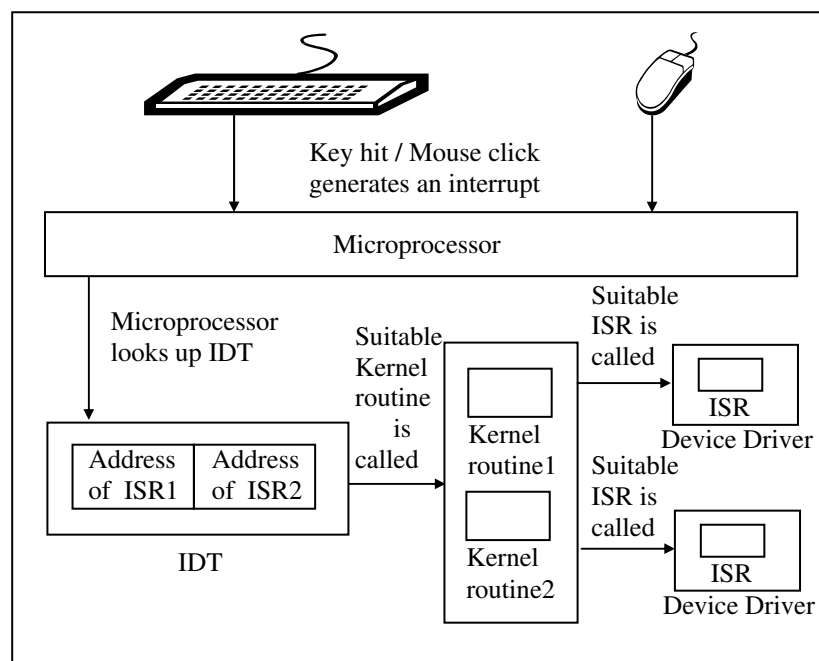 Key hit / Mouse click
generates an interrupt
Microprocessor
Microprocessor
looks up IDT
Address
of ISR1
Address
of ISR2
IDT
Suitable
Kernel
routine
is
called
Kernel
routine1
Kernel
routine2
Suitable
ISR is
called
ISR
Device Driver
Suitable
ISR is
called
ISR
Device Driver